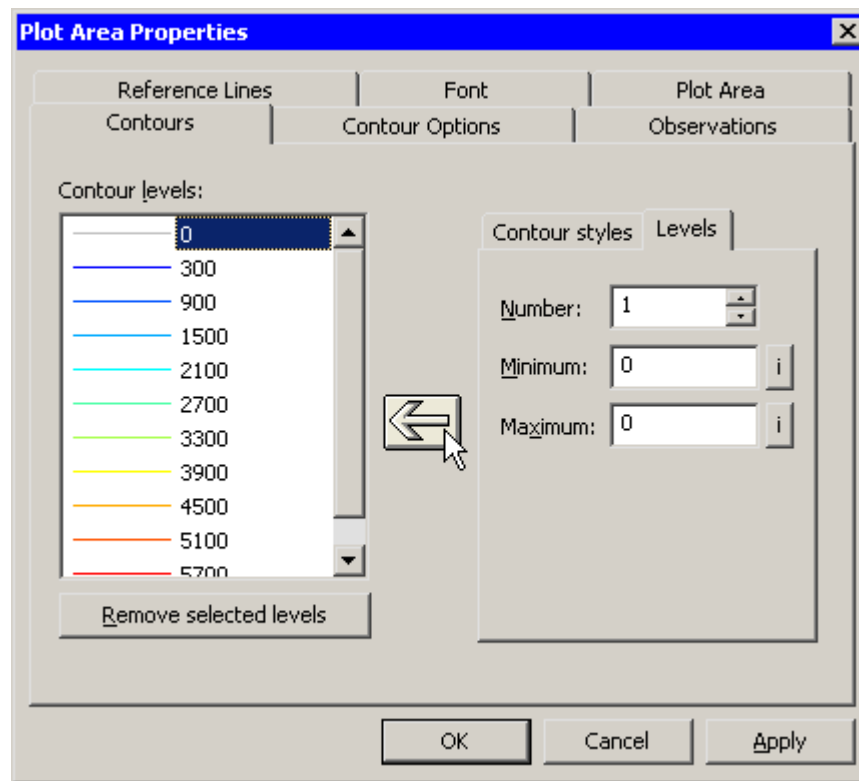 Plot Area Properties
Reference Lines
Font
Plot Area
Contours
Contour Options
Observations
Contour levels:
0
300
900
1500
2100
2700
3300
3900
4500
5100
5700
Remove selected levels
Contour styles
Levels
Number:
1
Minimum:
0
i
Maximum:
0
i
OK
Cancel
Apply